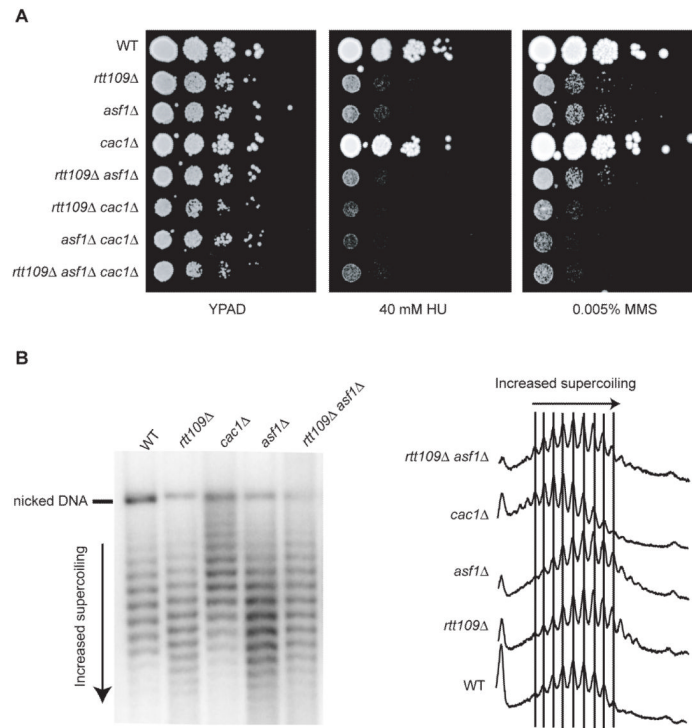 A
WT
rtt109Δ
asf1Δ
cac1Δ
rtt109Δ asf1Δ
rtt109Δ cac1Δ
asf1Δ cac1Δ
rtt109Δ asf1Δ cac1Δ
YPAD
40 mM HU
0.005% MMS
B
WT
rtt109Δ
cac1Δ
asf1Δ
rtt109Δ asf1Δ
nicked DNA
Increased supercoiling
Increased supercoiling
rtt109Δ asf1Δ
cac1Δ
asf1Δ
rtt109Δ
WT